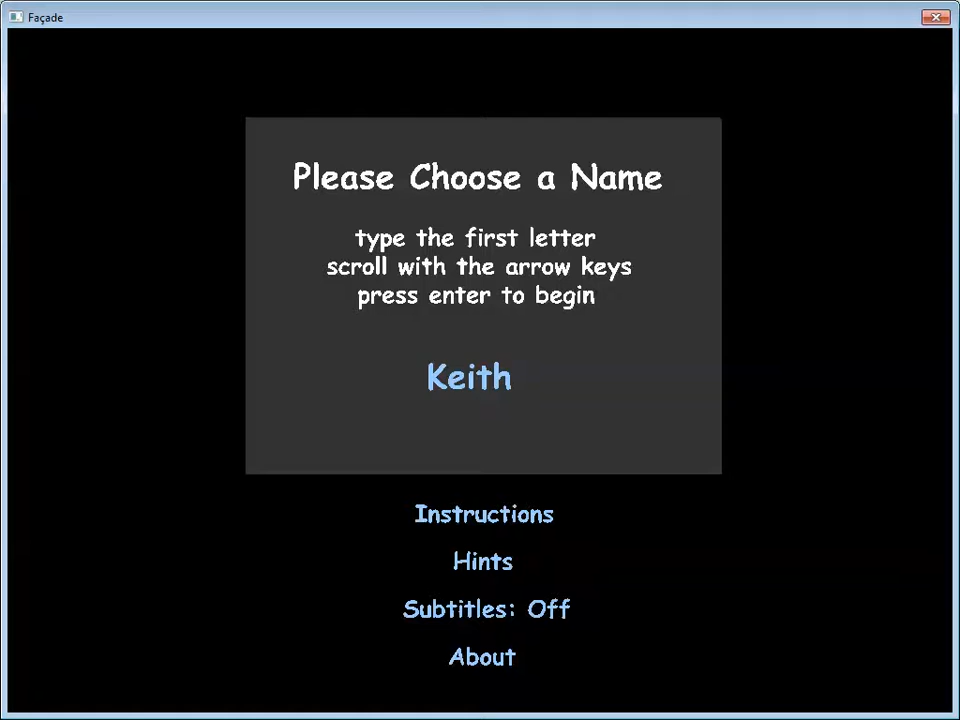 Façade
Please Choose a Name
type the first letter
scroll with the arrow keys
press enter to begin
Keith
Instructions
Hints
Subtitles: Off
About